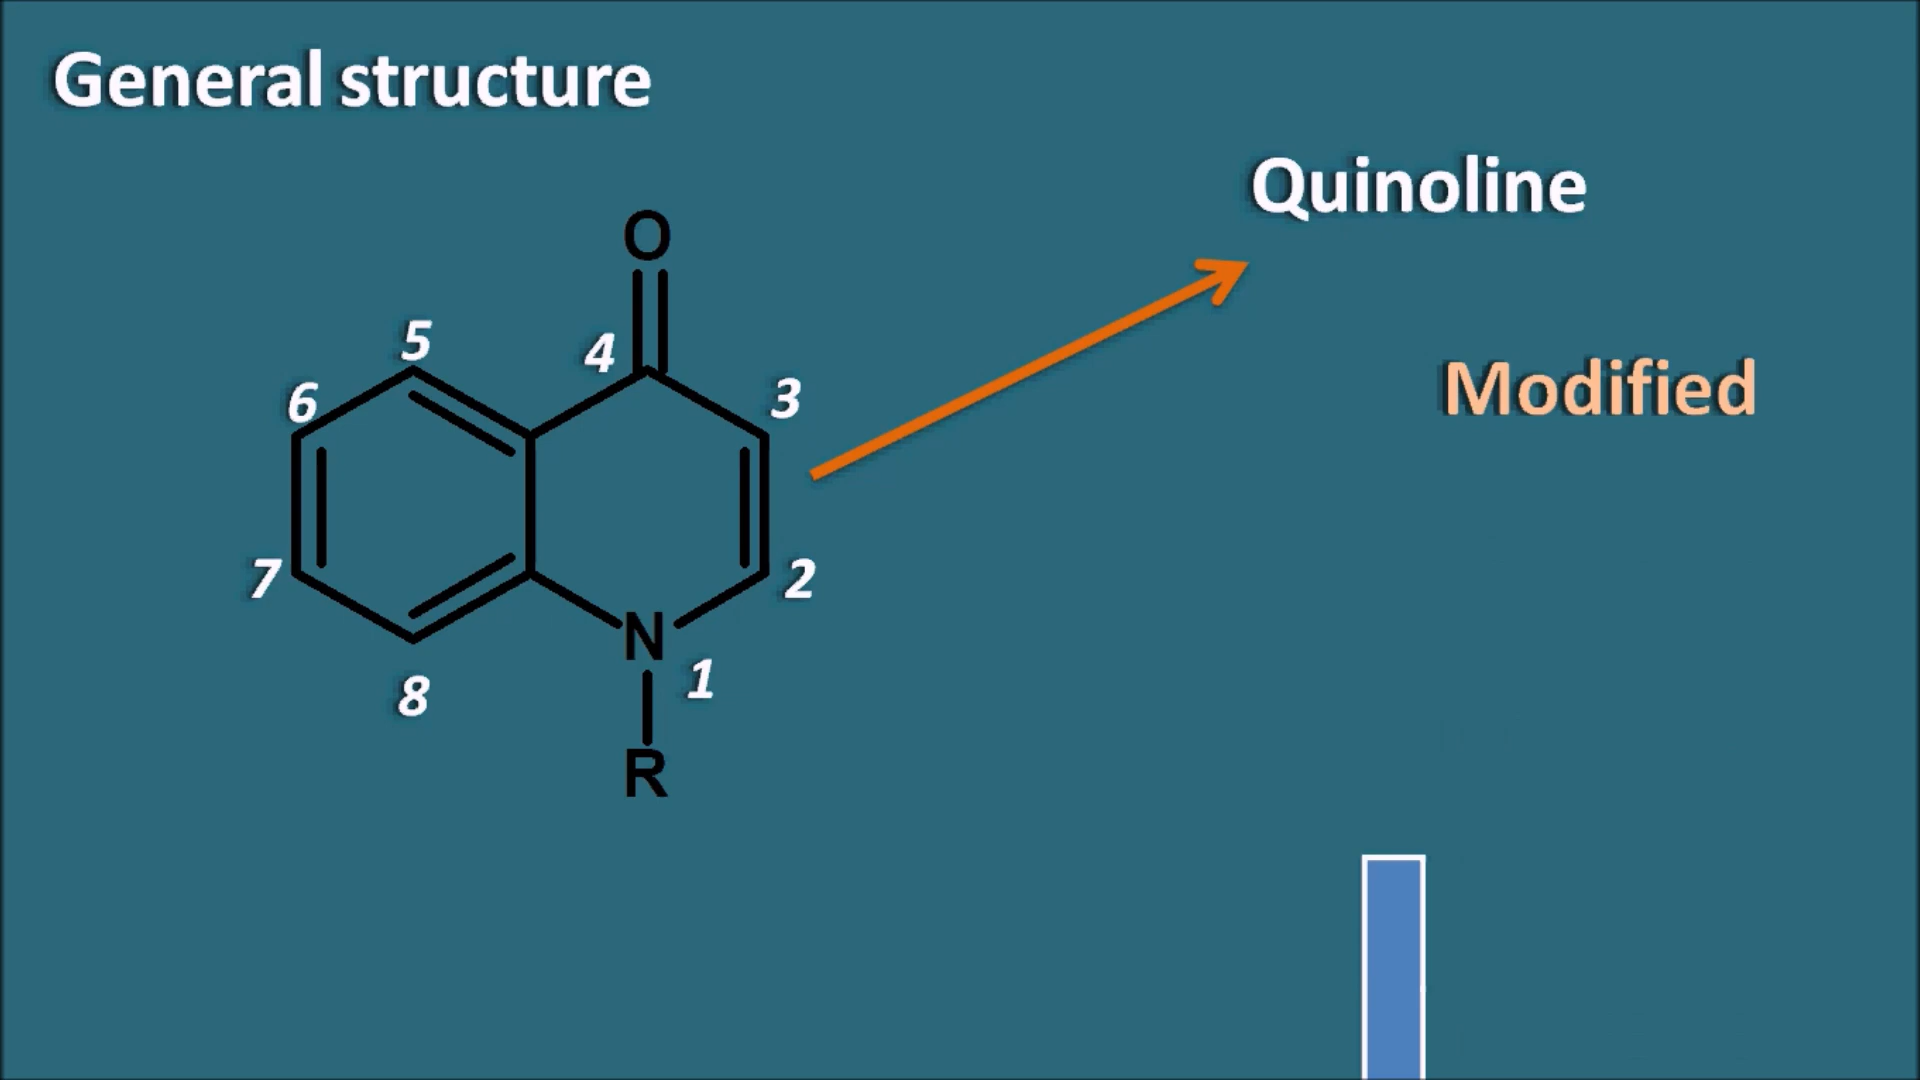 General structure
Quinoline
Modified
O
5
4
3
6
7
2
N
1
8
R